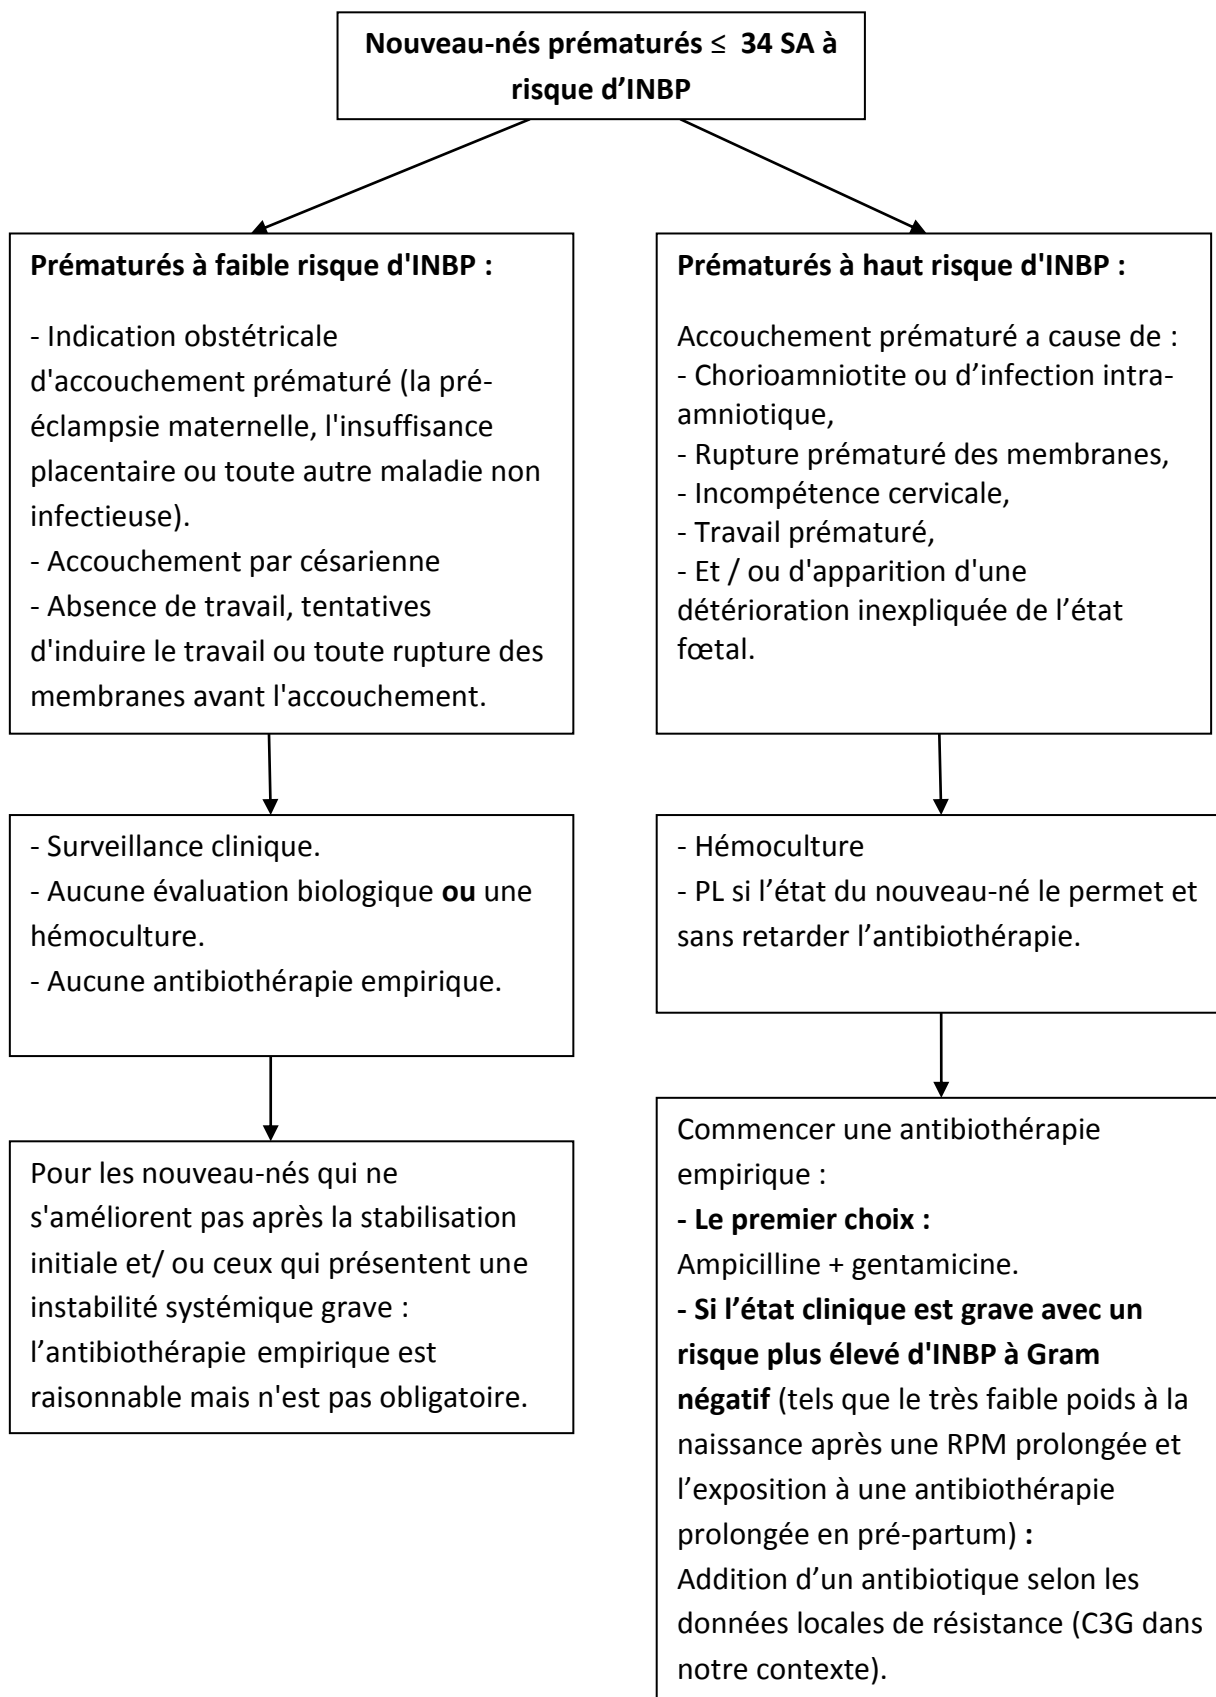 Nouveau-nés prématurés ≤ 34 SA à
risque d’INBP
Prématurés à faible risque d'INBP :
- Indication obstétricale
d'accouchement prématuré (la pré-
éclampsie maternelle, l'insuffisance
placentaire ou toute autre maladie non
infectieuse).
- Accouchement par césarienne
- Absence de travail, tentatives
d'induire le travail ou toute rupture des
membranes avant l'accouchement.
- Surveillance clinique.
- Aucune évaluation biologique ou une
hémoculture.
- Aucune antibiothérapie empirique.
Pour les nouveau-nés qui ne
s'améliorent pas après la stabilisation
initiale et/ ou ceux qui présentent une
instabilité systémique grave :
l’antibiothérapie empirique est
raisonnable mais n'est pas obligatoire.
Prématurés à haut risque d'INBP :
Accouchement prématuré a cause de :
- Chorioamniotite ou d’infection intra-
amniotique,
- Rupture prématuré des membranes,
- Incompétence cervicale,
- Travail prématuré,
- Et / ou d'apparition d'une
détérioration inexpliquée de l’état
fœtal.
- Hémoculture
- PL si l’état du nouveau-né le permet et
sans retarder l’antibiothérapie.
Commencer une antibiothérapie
empirique :
- Le premier choix :
Ampicilline + gentamicine.
- Si l’état clinique est grave avec un
risque plus élevé d'INBP à Gram
négatif (tels que le très faible poids à la
naissance après une RPM prolongée et
l’exposition à une antibiothérapie
prolongée en pré-partum) :
Addition d’un antibiotique selon les
données locales de résistance (C3G dans
notre contexte).